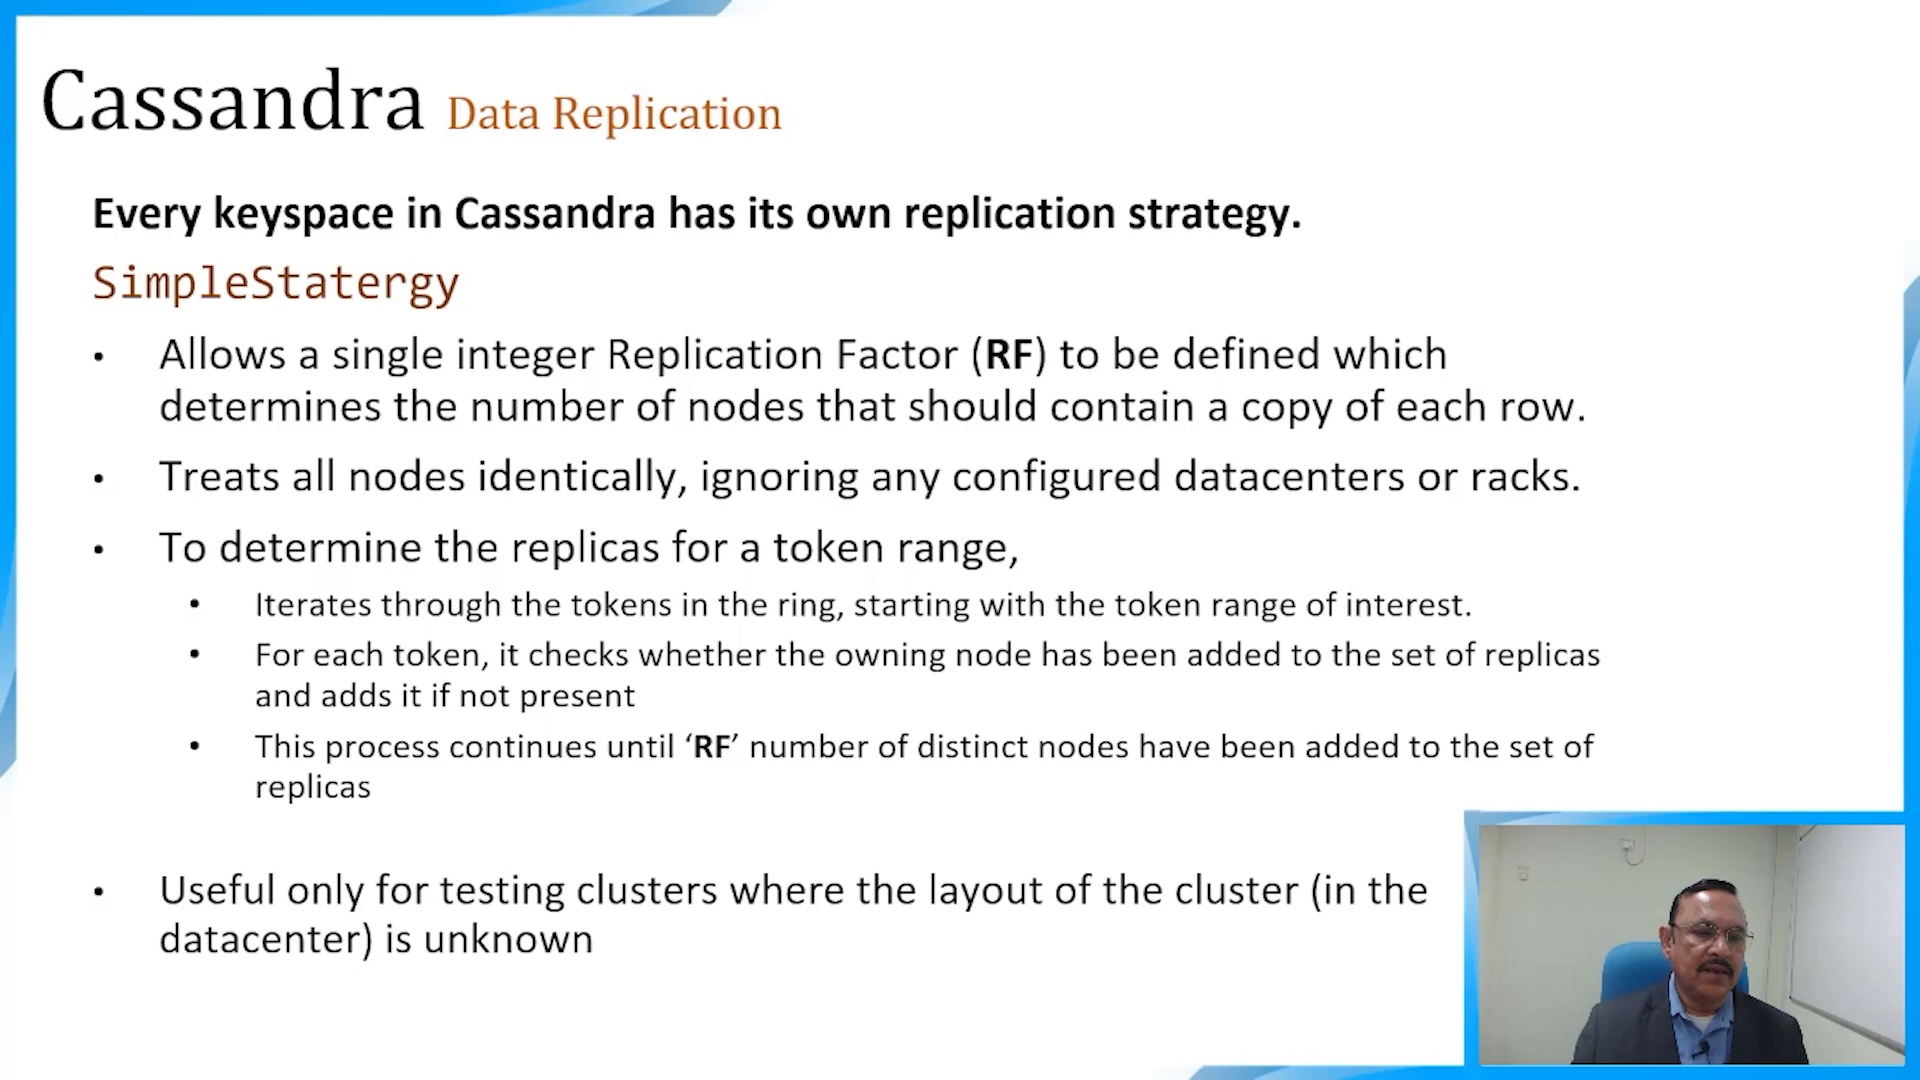 Cassandra Data Replication
Every keyspace in Cassandra has its own replication strategy.
SimpleStatergy
• Allows a single integer Replication Factor (RF) to be defined which
determines the number of nodes that should contain a copy of each row.
• Treats all nodes identically, ignoring any configured datacenters or racks.
• To determine the replicas for a token range,
• Iterates through the tokens in the ring, starting with the token range of interest.
• For each token, it checks whether the owning node has been added to the set of replicas
and adds it if not present
• This process continues until ‘RF’ number of distinct nodes have been added to the set of
replicas
• Useful only for testing clusters where the layout of the cluster (in the
datacenter) is unknown